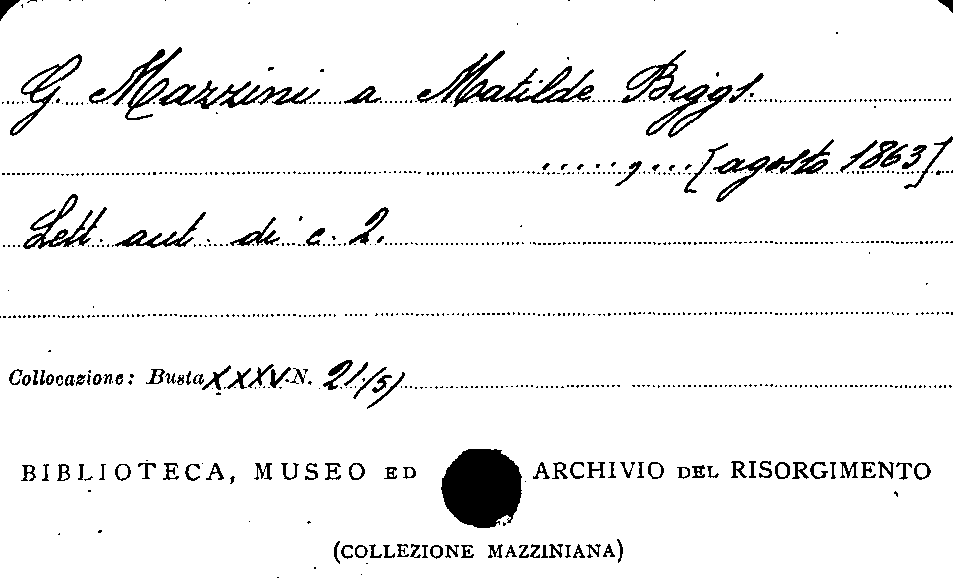 G. Mazzini a Matilde Biggs.
....., ... [agosto 1863].
Lett. aut. di c. 2.
Collocazione: Busta XXXV N. 21(5)
BIBLIOTECA, MUSEO ED ARCHIVIO DEL RISORGIMENTO
(COLLEZIONE MAZZINIANA)